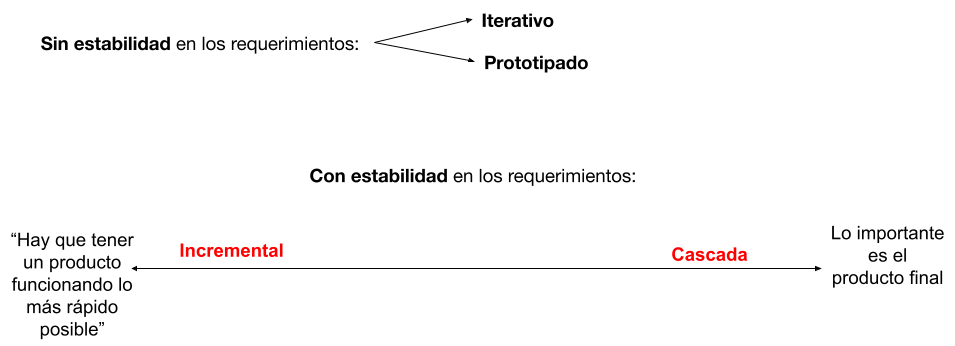 Iterativo
Sin estabilidad en los requerimientos:
Prototipado
Con estabilidad en los requerimientos:
“Hay que tener
un producto
funcionando lo
más rápido
posible”
Incremental
Cascada
Lo importante
es el
producto final